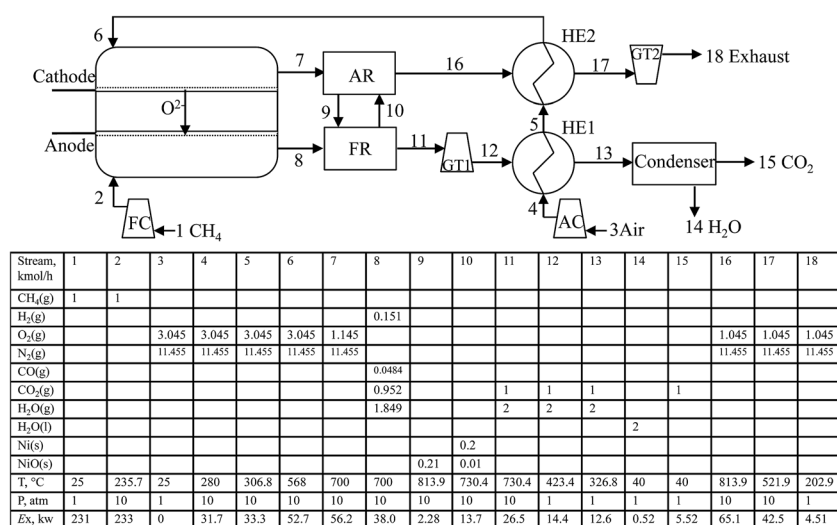 6
7
16
HE2
17
GT2
18 Exhaust
Cathode
AR
O²⁻
9
10
5
HE1
Anode
8
FR
11
GT1
12
13
Condenser
15 CO₂
2
FC
1 CH₄
4
AC
3Air
14 H₂O
Stream, kmol/h 1 2 3 4 5 6 7 8 9 10 11 12 13 14 15 16 17 18
CH₄(g) 1 1
H₂(g) 0.151
O₂(g) 3.045 3.045 3.045 3.045 1.145 1.045 1.045 1.045
N₂(g) 11.455 11.455 11.455 11.455 11.455 11.455 11.455 11.455
CO(g) 0.0484
CO₂(g) 0.952 1 1 1 1
H₂O(g) 1.849 2 2 2
H₂O(l) 2
Ni(s) 0.2
NiO(s) 0.21 0.01
T, °C 25 235.7 25 280 306.8 568 700 700 813.9 730.4 730.4 423.4 326.8 40 40 813.9 521.9 202.9
P, atm 1 10 1 10 10 10 10 10 10 10 10 1 1 1 1 10 10 1
Ex, kw 231 233 0 31.7 33.3 52.7 56.2 38.0 2.28 13.7 26.5 14.4 12.6 0.52 5.52 65.1 42.5 4.51